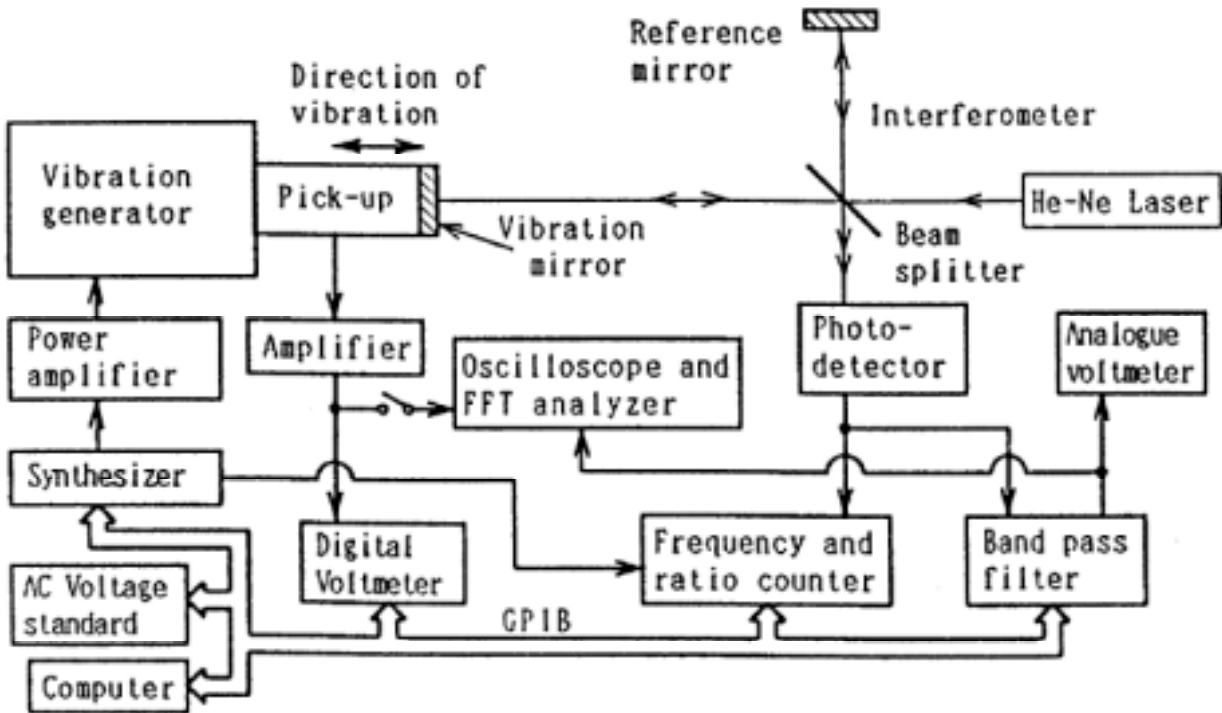 Reference
mirror
Direction of
vibration
Interferometer
Vibration
generator
Pick-up
He-Ne Laser
Vibration
mirror
Beam
splitter
Power
amplifier
Amplifier
Oscilloscope and
FFT analyzer
Photo-
detector
Analogue
voltmeter
Synthesizer
Digital
Voltmeter
Frequency and
ratio counter
Band pass
filter
AC Voltage
standard
GPIB
Computer